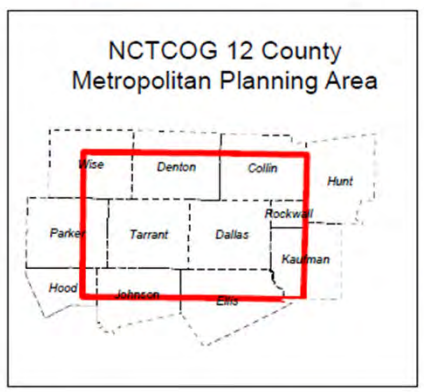 NCTCOG 12 County
Metropolitan Planning Area
Wise
Denton
Collin
Hunt
Rockwall
Parker
Tarrant
Dallas
Kaufman
Hood
Johnson
Ellis